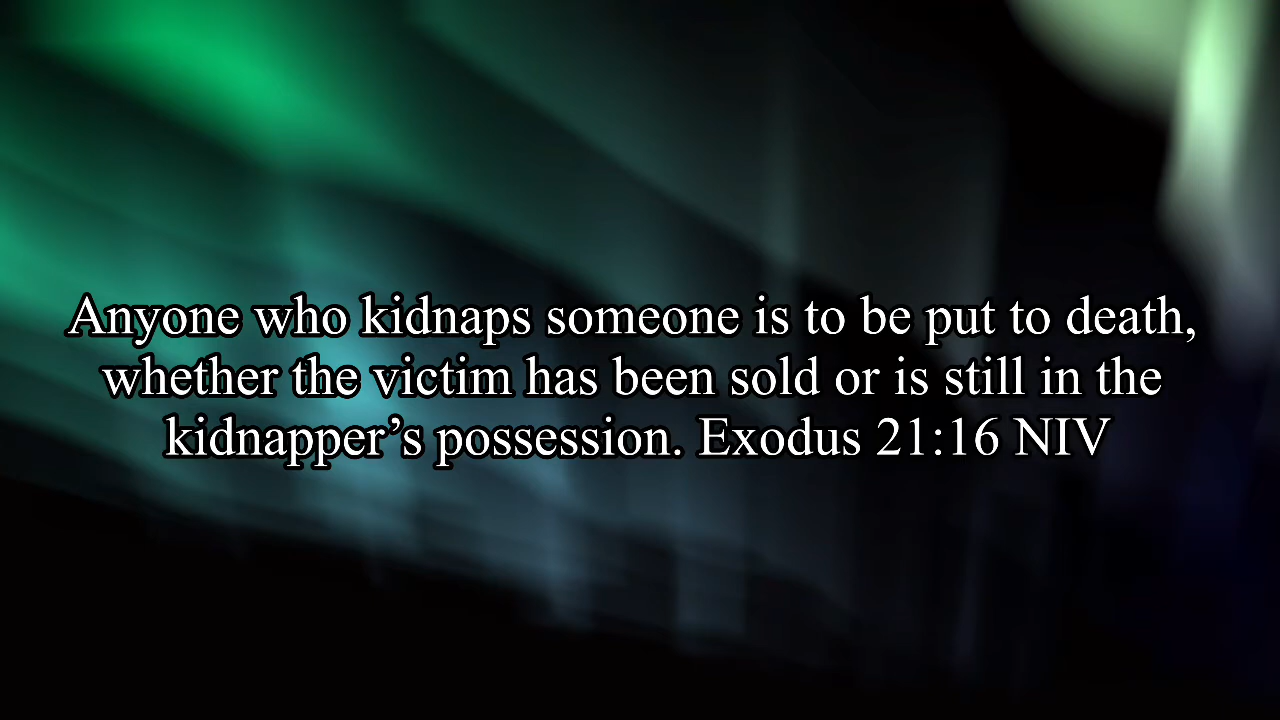 Anyone who kidnaps someone is to be put to death,
whether the victim has been sold or is still in the
kidnapper’s possession. Exodus 21:16 NIV